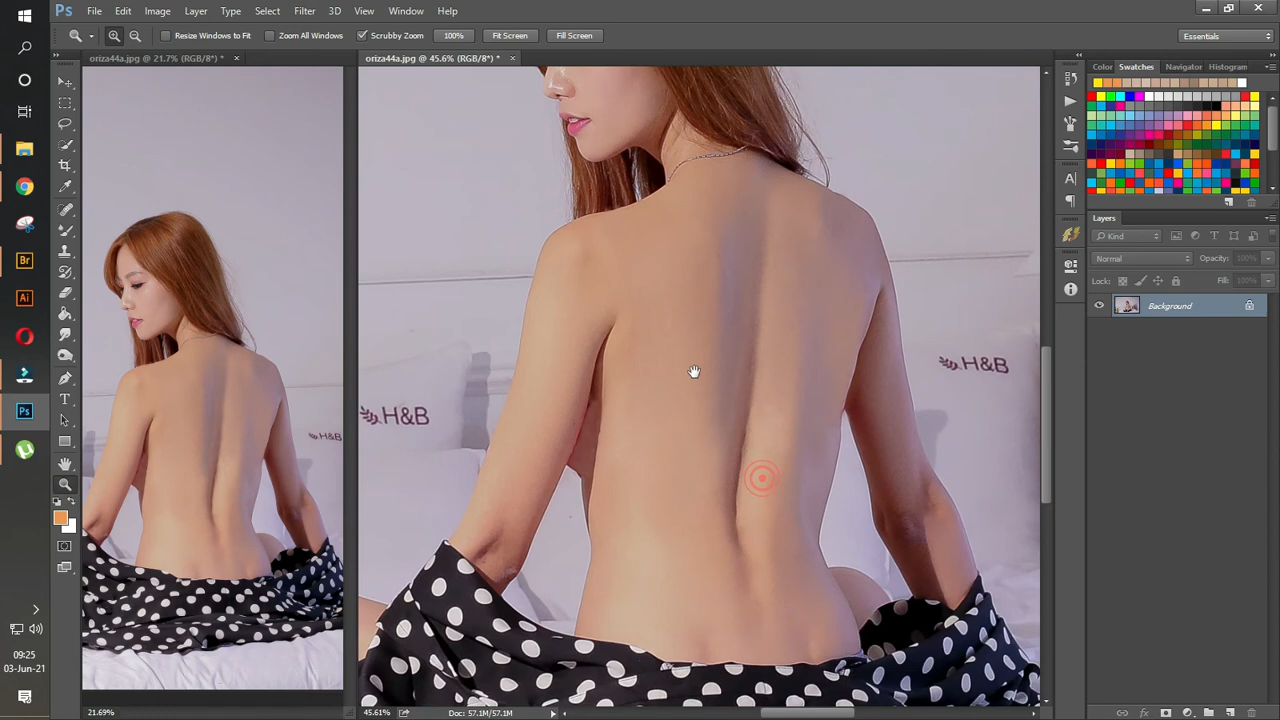 Ps File Edit Image Layer Type Select Filter 3D View Window Help
Resize Windows to Fit Zoom All Windows Scrubby Zoom 100% Fit Screen Fill Screen Essentials
oriza44a.jpg @ 21.7% (RGB/8*) * oriza44a.jpg @ 45.6% (RGB/8*) *
Color Swatches Navigator Histogram
Layers
Kind
Normal Opacity: 100%
Lock: Fill: 100%
Background
H&B
H&B
H&B
Br
Ai
Ps
09:25
03-Jun-21
21.69%
45.61% Doc: 57.1M/57.1M